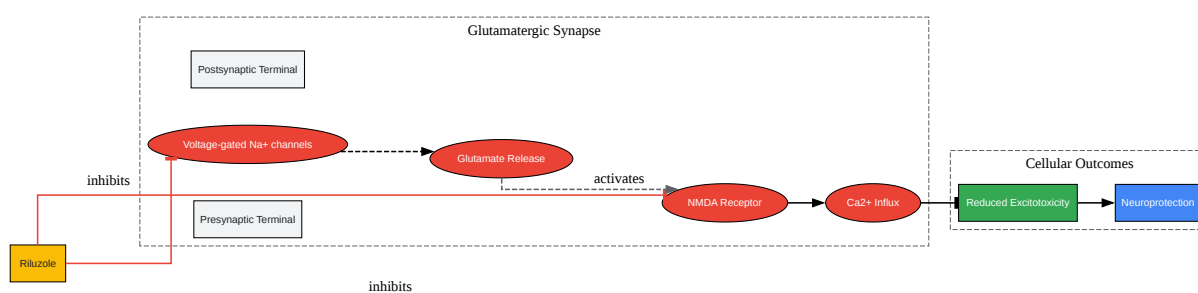 Glutamatergic Synapse
Postsynaptic Terminal
Voltage-gated Na+ channels
Glutamate Release
Cellular Outcomes
inhibits
activates
NMDA Receptor
Ca2+ Influx
Reduced Excitotoxicity
Neuroprotection
Presynaptic Terminal
Riluzole
inhibits